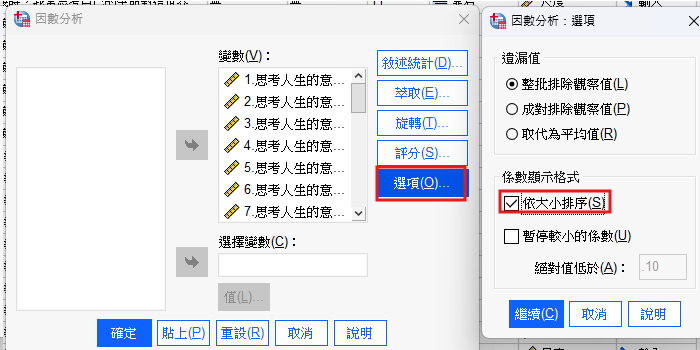 因數分析
變數(V):
1.思考人生的意...
2.思考人生的意...
3.思考人生的意...
4.思考人生的意...
5.思考人生的意...
6.思考人生的意...
7.思考人生的意...
敘述統計(D)...
萃取(E)...
旋轉(T)...
評分(S)...
選項(O)...
選擇變數(C):
值(L)...
確定
貼上(P)
重設(R)
取消
說明
因數分析:選項
遺漏值
整批排除觀察值(L)
成對排除觀察值(P)
取代為平均值(R)
係數顯示格式
依大小排序(S)
暫停較小的係數(U)
絕對值低於(A): .10
繼續(C)
取消
說明